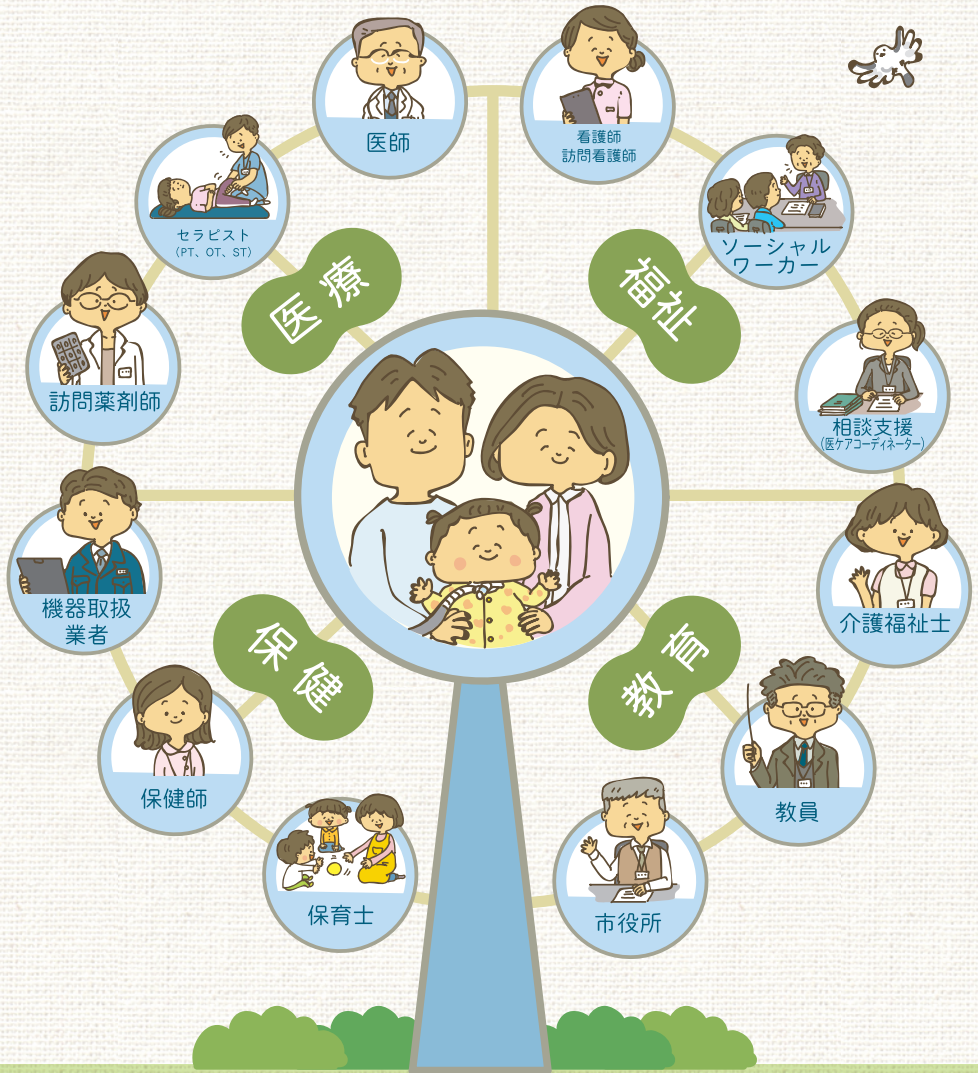 医師
看護師
訪問看護師
セラピスト
(PT、OT、ST)
ソーシャル
ワーカー
医療
福祉
訪問薬剤師
相談支援
(医ケアコーディネーター)
機器取扱
業者
介護福祉士
保健
教育
保健師
教員
保育士
市役所